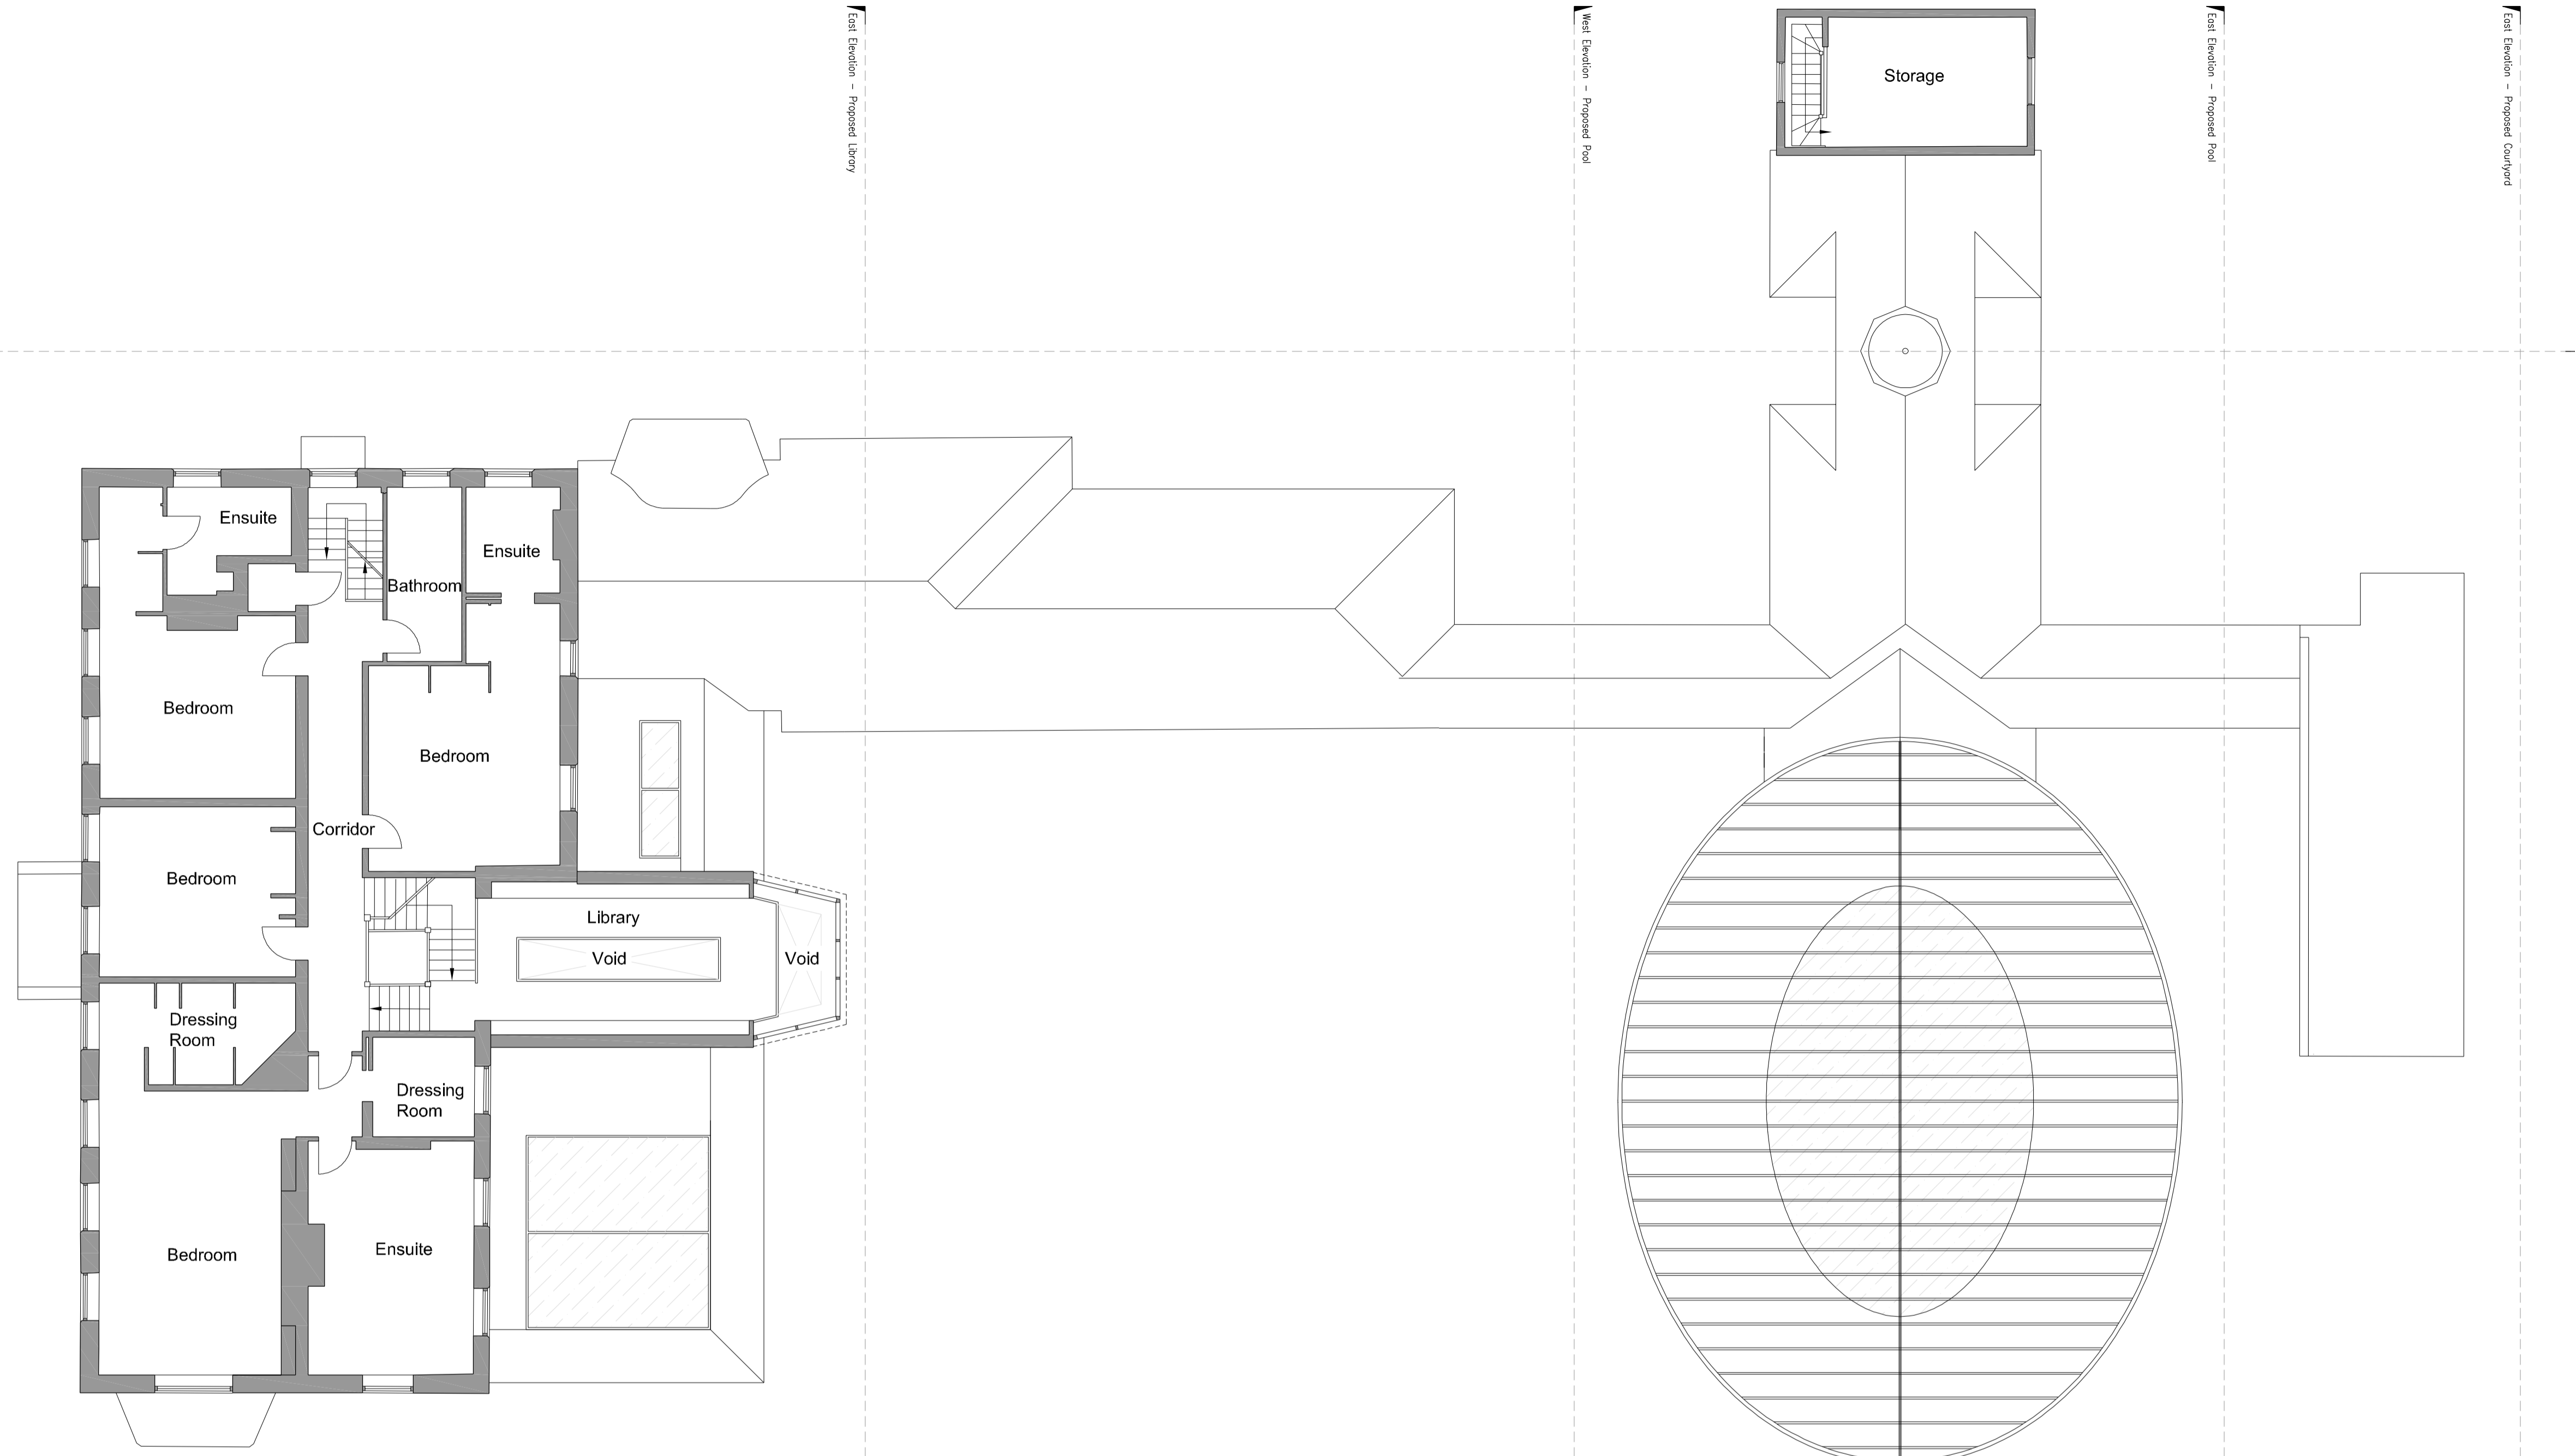 East Elevation - Proposed Library
West Elevation - Proposed Pool
East Elevation - Proposed Pool
East Elevation - Proposed Courtyard
Storage
Ensuite
Ensuite
Bathroom
Bedroom
Bedroom
Corridor
Bedroom
Library
Void
Void
Dressing
Room
Dressing
Room
Bedroom
Ensuite